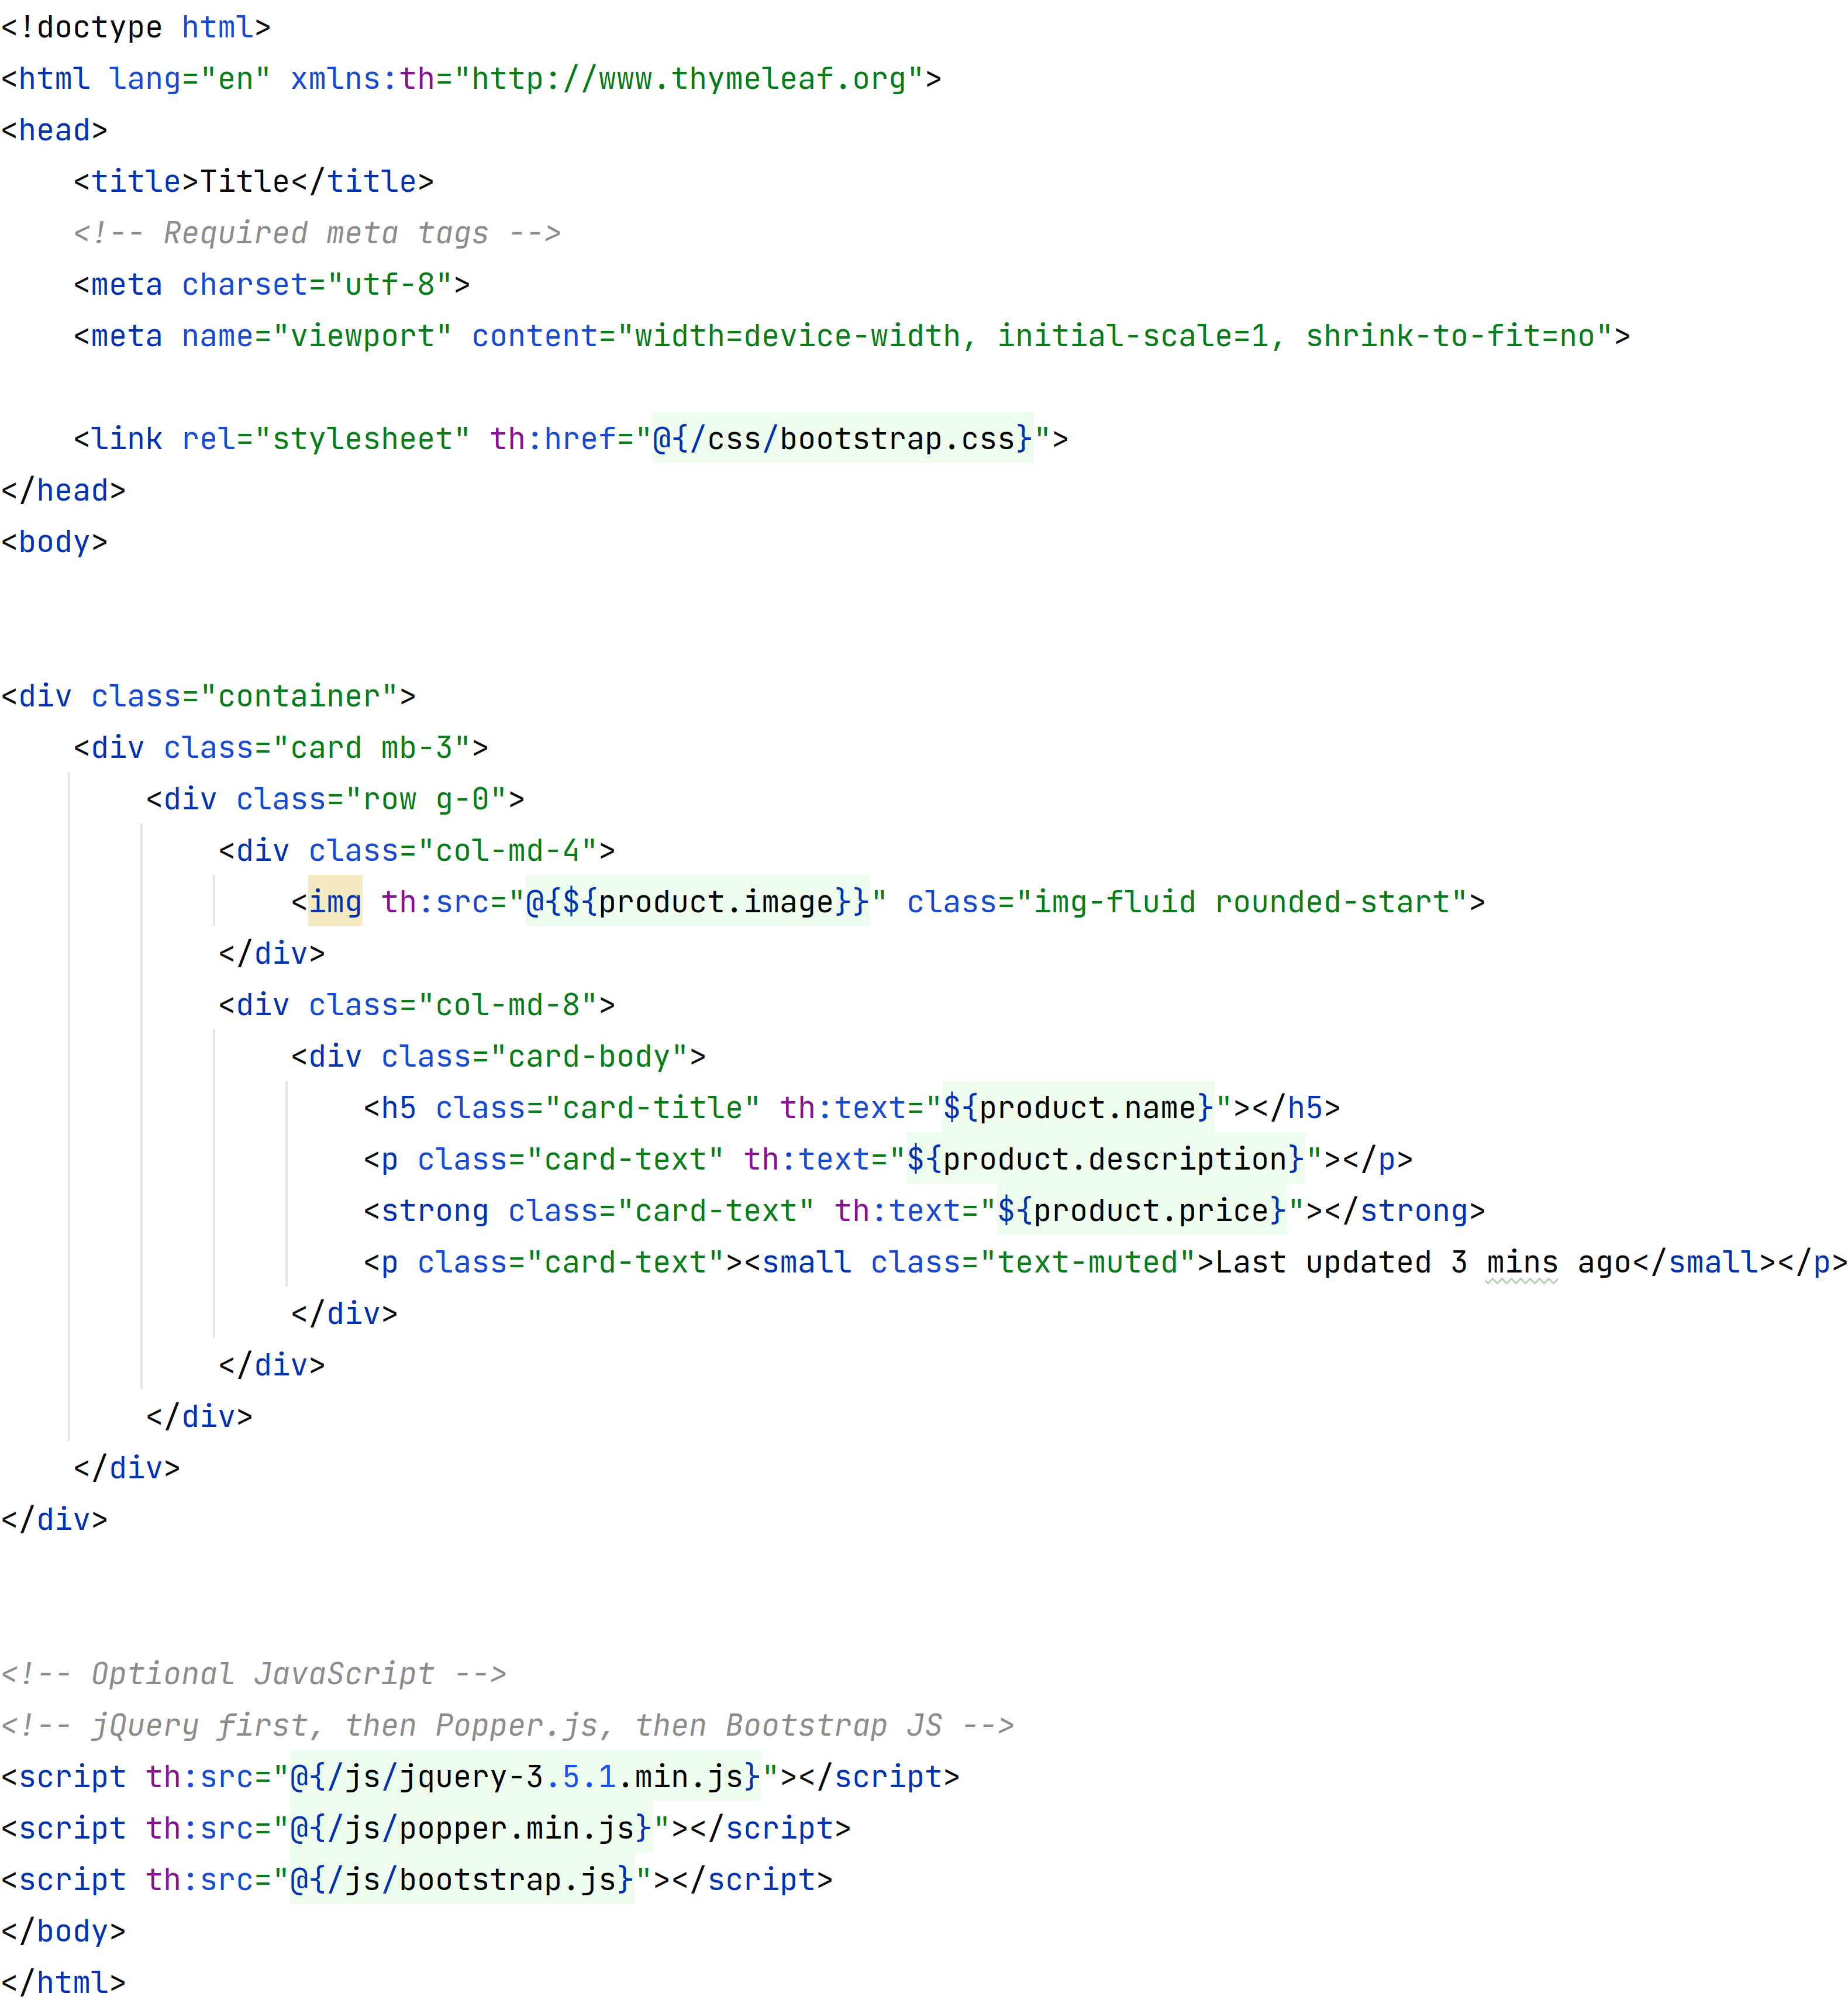 <!doctype html>
<html lang="en" xmlns:th="http://www.thymeleaf.org">
<head>
    <title>Title</title>
    <!-- Required meta tags -->
    <meta charset="utf-8">
    <meta name="viewport" content="width=device-width, initial-scale=1, shrink-to-fit=no">

    <link rel="stylesheet" th:href="@{/css/bootstrap.css}">
</head>
<body>


<div class="container">
    <div class="card mb-3">
        <div class="row g-0">
            <div class="col-md-4">
                <img th:src="@{${product.image}}" class="img-fluid rounded-start">
            </div>
            <div class="col-md-8">
                <div class="card-body">
                    <h5 class="card-title" th:text="${product.name}"></h5>
                    <p class="card-text" th:text="${product.description}"></p>
                    <strong class="card-text" th:text="${product.price}"></strong>
                    <p class="card-text"><small class="text-muted">Last updated 3 mins ago</small></p>
                </div>
            </div>
        </div>
    </div>
</div>


<!-- Optional JavaScript -->
<!-- jQuery first, then Popper.js, then Bootstrap JS -->
<script th:src="@{/js/jquery-3.5.1.min.js}"></script>
<script th:src="@{/js/popper.min.js}"></script>
<script th:src="@{/js/bootstrap.js}"></script>
</body>
</html>